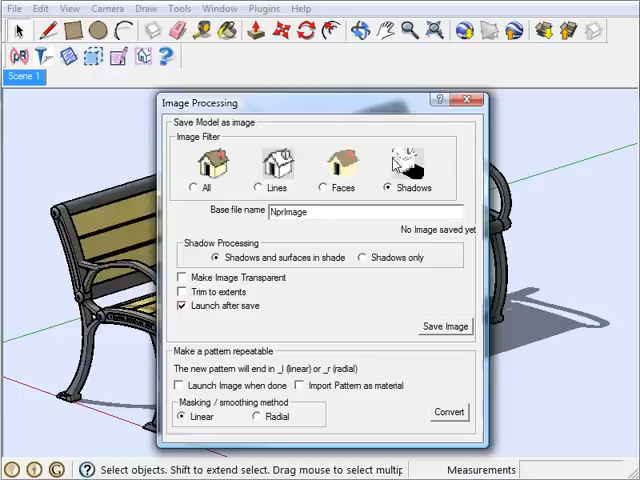 File Edit View Camera Draw Tools Window Plugins Help
Scene 1
Image Processing
Save Model as image
Image Filter
All Lines Faces Shadows
Base file name NprImage
No Image saved yet
Shadow Processing
Shadows and surfaces in shade Shadows only
Make Image Transparent
Trim to extents
Launch after save
Save Image
Make a pattern repeatable
The new pattern will end in _l (linear) or _r (radial)
Launch Image when done Import Pattern as material
Masking / smoothing method
Linear Radial
Convert
Select objects. Shift to extend select. Drag mouse to select multip Measurements